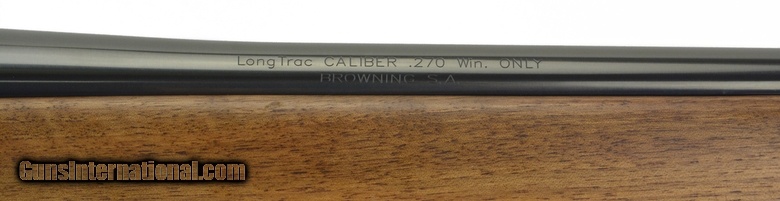 LongTrac CALIBER .270 Win. ONLY
BROWNING S.A.
GunsInternational.com